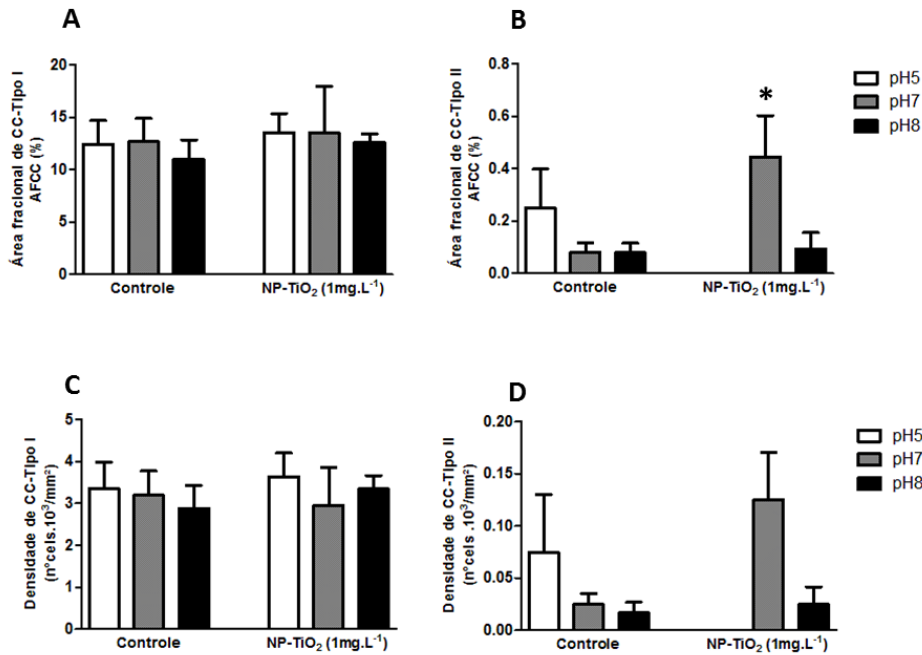 A
Área fracional de CC-Tipo I
AFCC (%)
20
15
10
5
0
Controle
NP-TiO₂ (1mg.L⁻¹)
B
Área fracional de CC-Tipo II
AFCC (%)
0.8
0.6
0.4
0.2
0.0
*
Controle
NP-TiO₂ (1mg.L⁻¹)
pH5
pH7
pH8
C
Densidade de CC-Tipo I
(nºcels.10³/mm²)
5
4
3
2
1
0
Controle
NP-TiO₂ (1mg.L⁻¹)
D
Densidade de CC-Tipo II
(nºcels .10³/mm²)
0.20
0.15
0.10
0.05
0.00
Controle
NP-TiO₂ (1mg.L⁻¹)
pH5
pH7
pH8